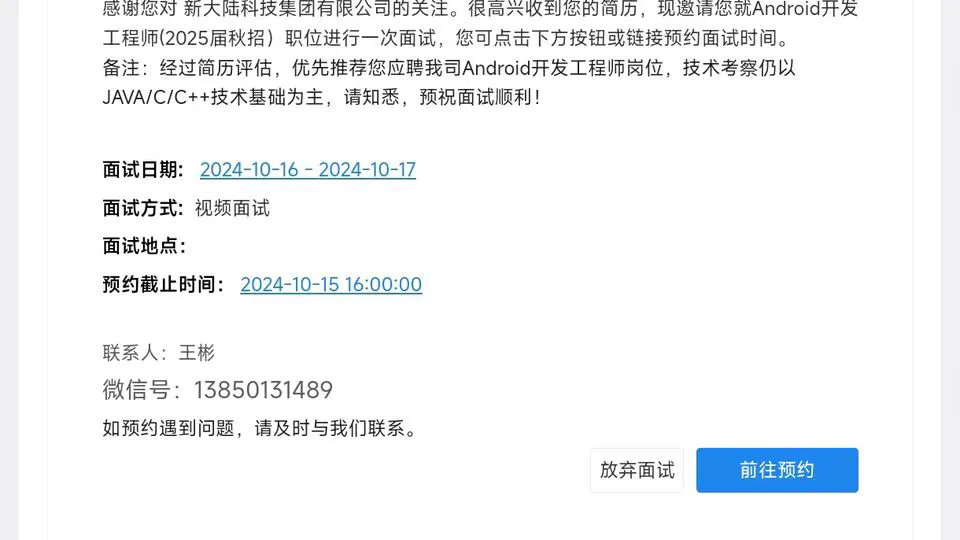 感谢您对 新大陆科技集团有限公司的关注。很高兴收到您的简历，现邀请您就Android开发
工程师(2025届秋招）职位进行一次面试，您可点击下方按钮或链接预约面试时间。
备注：经过简历评估，优先推荐您应聘我司Android开发工程师岗位，技术考察仍以
JAVA/C/C++技术基础为主，请知悉，预祝面试顺利！
面试日期： 2024-10-16 - 2024-10-17
面试方式：视频面试
面试地点：
预约截止时间： 2024-10-15 16:00:00
联系人：王彬
微信号：13850131489
如预约遇到问题，请及时与我们联系。
放弃面试 前往预约